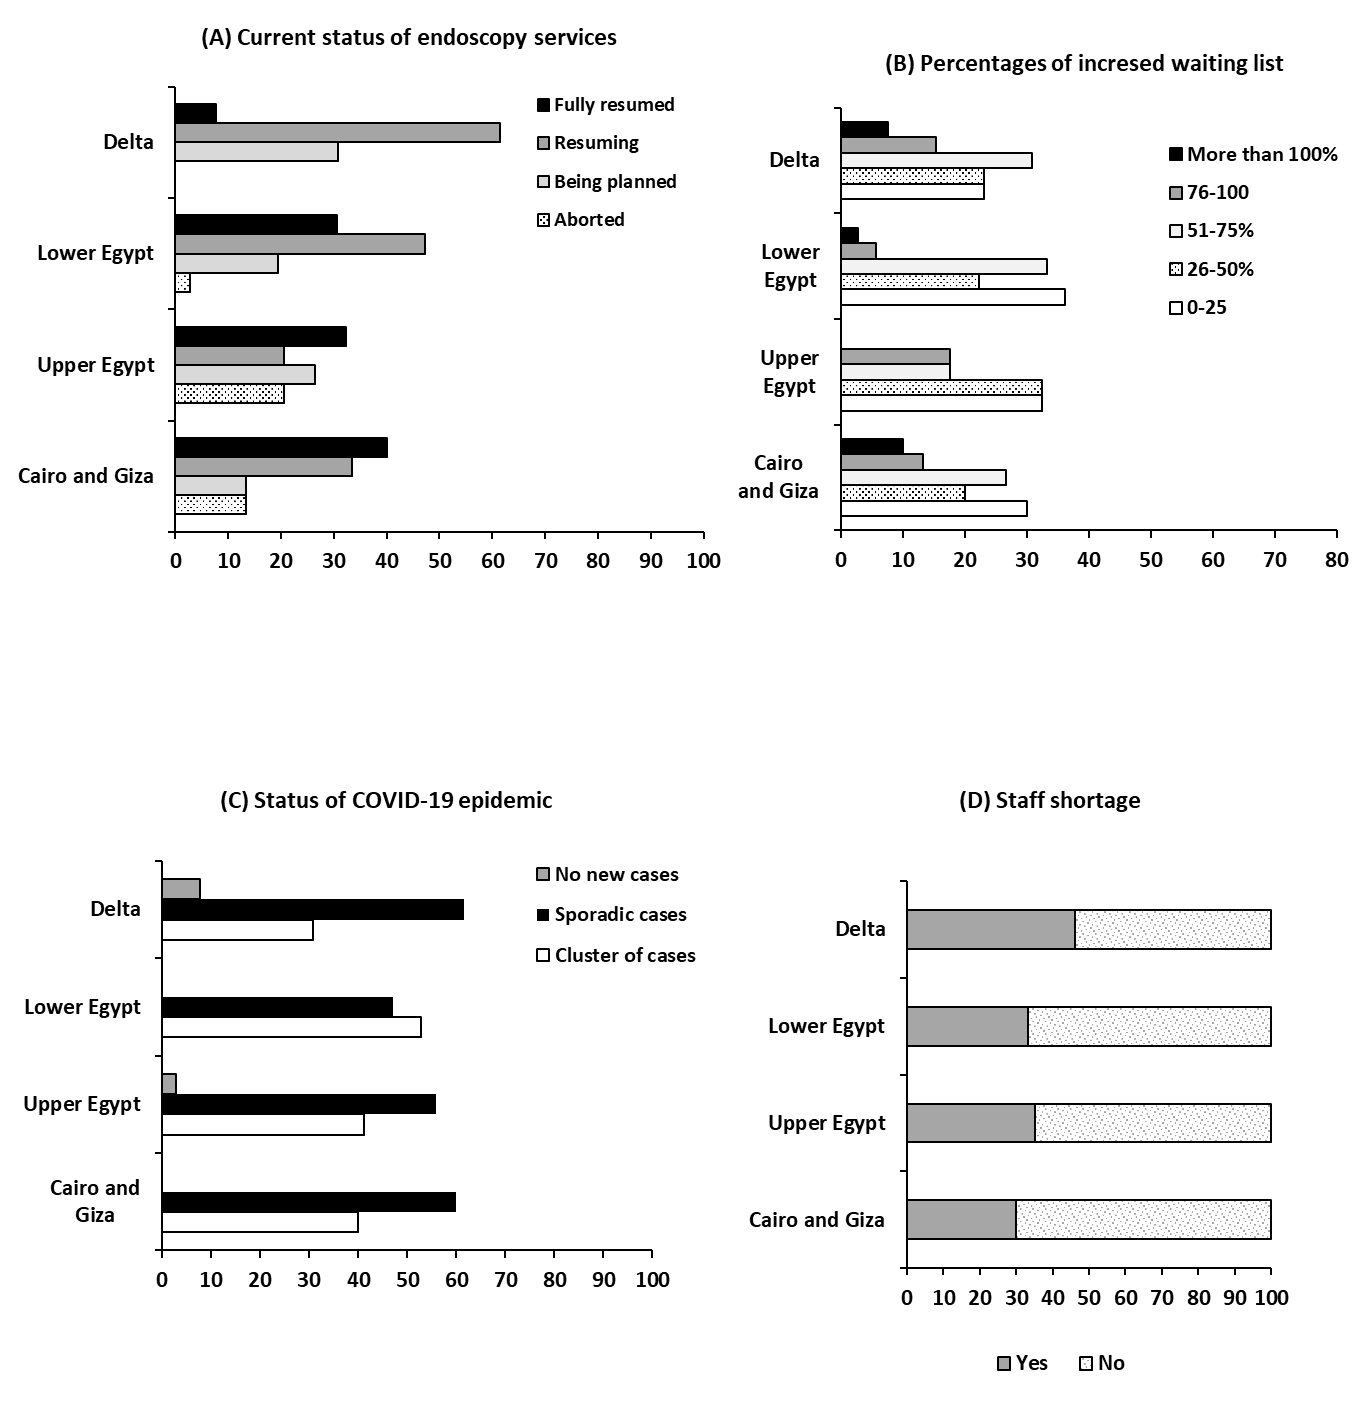 (A) Current status of endoscopy services
Fully resumed
Resuming
Being planned
Aborted
Delta
Lower Egypt
Upper Egypt
Cairo and Giza
0 10 20 30 40 50 60 70 80 90 100
(B) Percentages of incresed waiting list
More than 100%
76-100
51-75%
26-50%
0-25
Delta
Lower
Egypt
Upper
Egypt
Cairo
and Giza
0 10 20 30 40 50 60 70 80
(C) Status of COVID-19 epidemic
No new cases
Sporadic cases
Cluster of cases
Delta
Lower Egypt
Upper Egypt
Cairo and
Giza
0 10 20 30 40 50 60 70 80 90 100
(D) Staff shortage
Delta
Lower Egypt
Upper Egypt
Cairo and Giza
0 10 20 30 40 50 60 70 80 90 100
Yes No